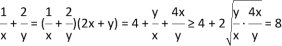 1/x + 2/y = (1/x + 2/y)(2x + y) = 4 + y/x + 4x/y ≥ 4 + 2√(y/x · 4x/y) = 8